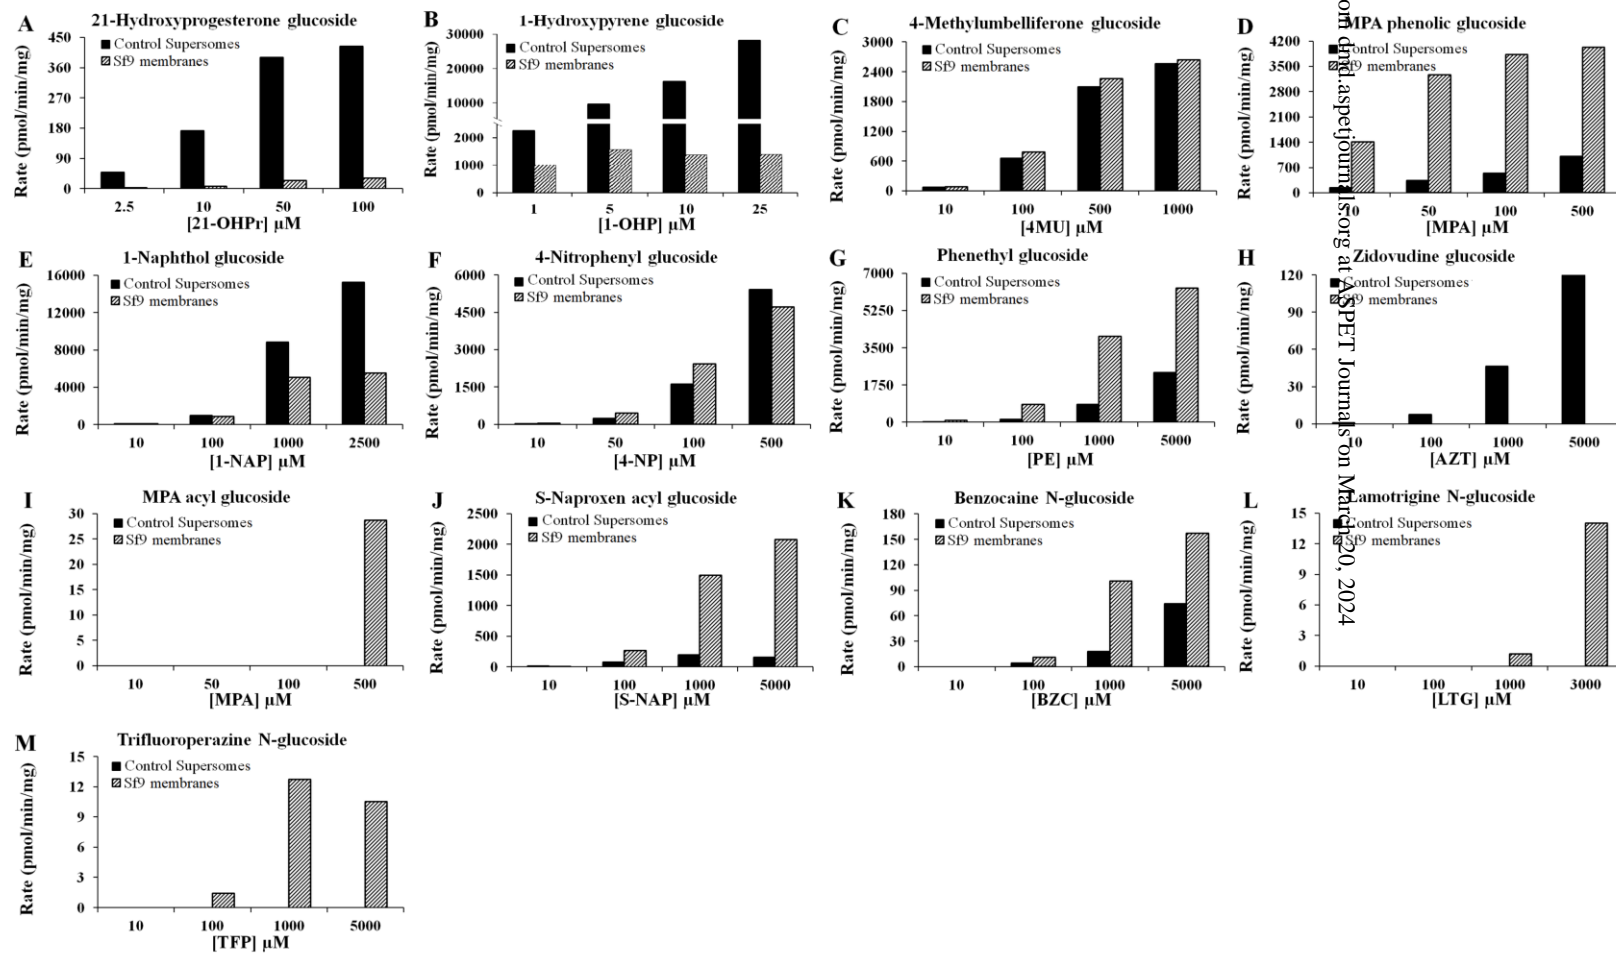 A 21-Hydroxyprogesterone glucoside
Rate (pmol/min/mg)
450
360
270
180
90
0
Control Supersomes
Sf9 membranes
2.5 10 50 100
[21-OHPr] µM
B 1-Hydroxypyrene glucoside
Rate (pmol/min/mg)
30000
20000
10000
2000
1000
0
Control Supersomes
Sf9 membranes
1 5 10 25
[1-OHP] µM
C 4-Methylumbelliferone glucoside
Rate (pmol/min/mg)
3000
2400
1800
1200
600
0
Control Supersomes
Sf9 membranes
10 100 500 1000
[4MU] µM
D MPA phenolic glucoside
Rate (pmol/min/mg)
4200
3500
2800
2100
1400
700
0
Control Supersomes
Sf9 membranes
10 50 100 500
[MPA] µM
E 1-Naphthol glucoside
Rate (pmol/min/mg)
16000
12000
8000
4000
0
Control Supersomes
Sf9 membranes
10 100 1000 2500
[1-NAP] µM
F 4-Nitrophenyl glucoside
Rate (pmol/min/mg)
6000
4500
3000
1500
0
Control Supersomes
Sf9 membranes
10 50 100 500
[4-NP] µM
G Phenethyl glucoside
Rate (pmol/min/mg)
7000
5250
3500
1750
0
Control Supersomes
Sf9 membranes
10 100 1000 5000
[PE] µM
H Zidovudine glucoside
Rate (pmol/min/mg)
120
90
60
30
0
Control Supersomes
Sf9 membranes
10 100 1000 5000
[AZT] µM
I MPA acyl glucoside
Rate (pmol/min/mg)
30
25
20
15
10
5
0
Control Supersomes
Sf9 membranes
10 50 100 500
[MPA] µM
J S-Naproxen acyl glucoside
Rate (pmol/min/mg)
2500
2000
1500
1000
500
0
Control Supersomes
Sf9 membranes
10 100 1000 5000
[S-NAP] µM
K Benzocaine N-glucoside
Rate (pmol/min/mg)
180
150
120
90
60
30
0
Control Supersomes
Sf9 membranes
10 100 1000 5000
[BZC] µM
L Lamotrigine N-glucoside
Rate (pmol/min/mg)
15
12
9
6
3
0
Control Supersomes
Sf9 membranes
10 100 1000 3000
[LTG] µM
M Trifluoroperazine N-glucoside
Rate (pmol/min/mg)
15
12
9
6
3
0
Control Supersomes
Sf9 membranes
10 100 1000 5000
[TFP] µM
om dmd.aspetjournals.org at ASPET Journals on March 20, 2024